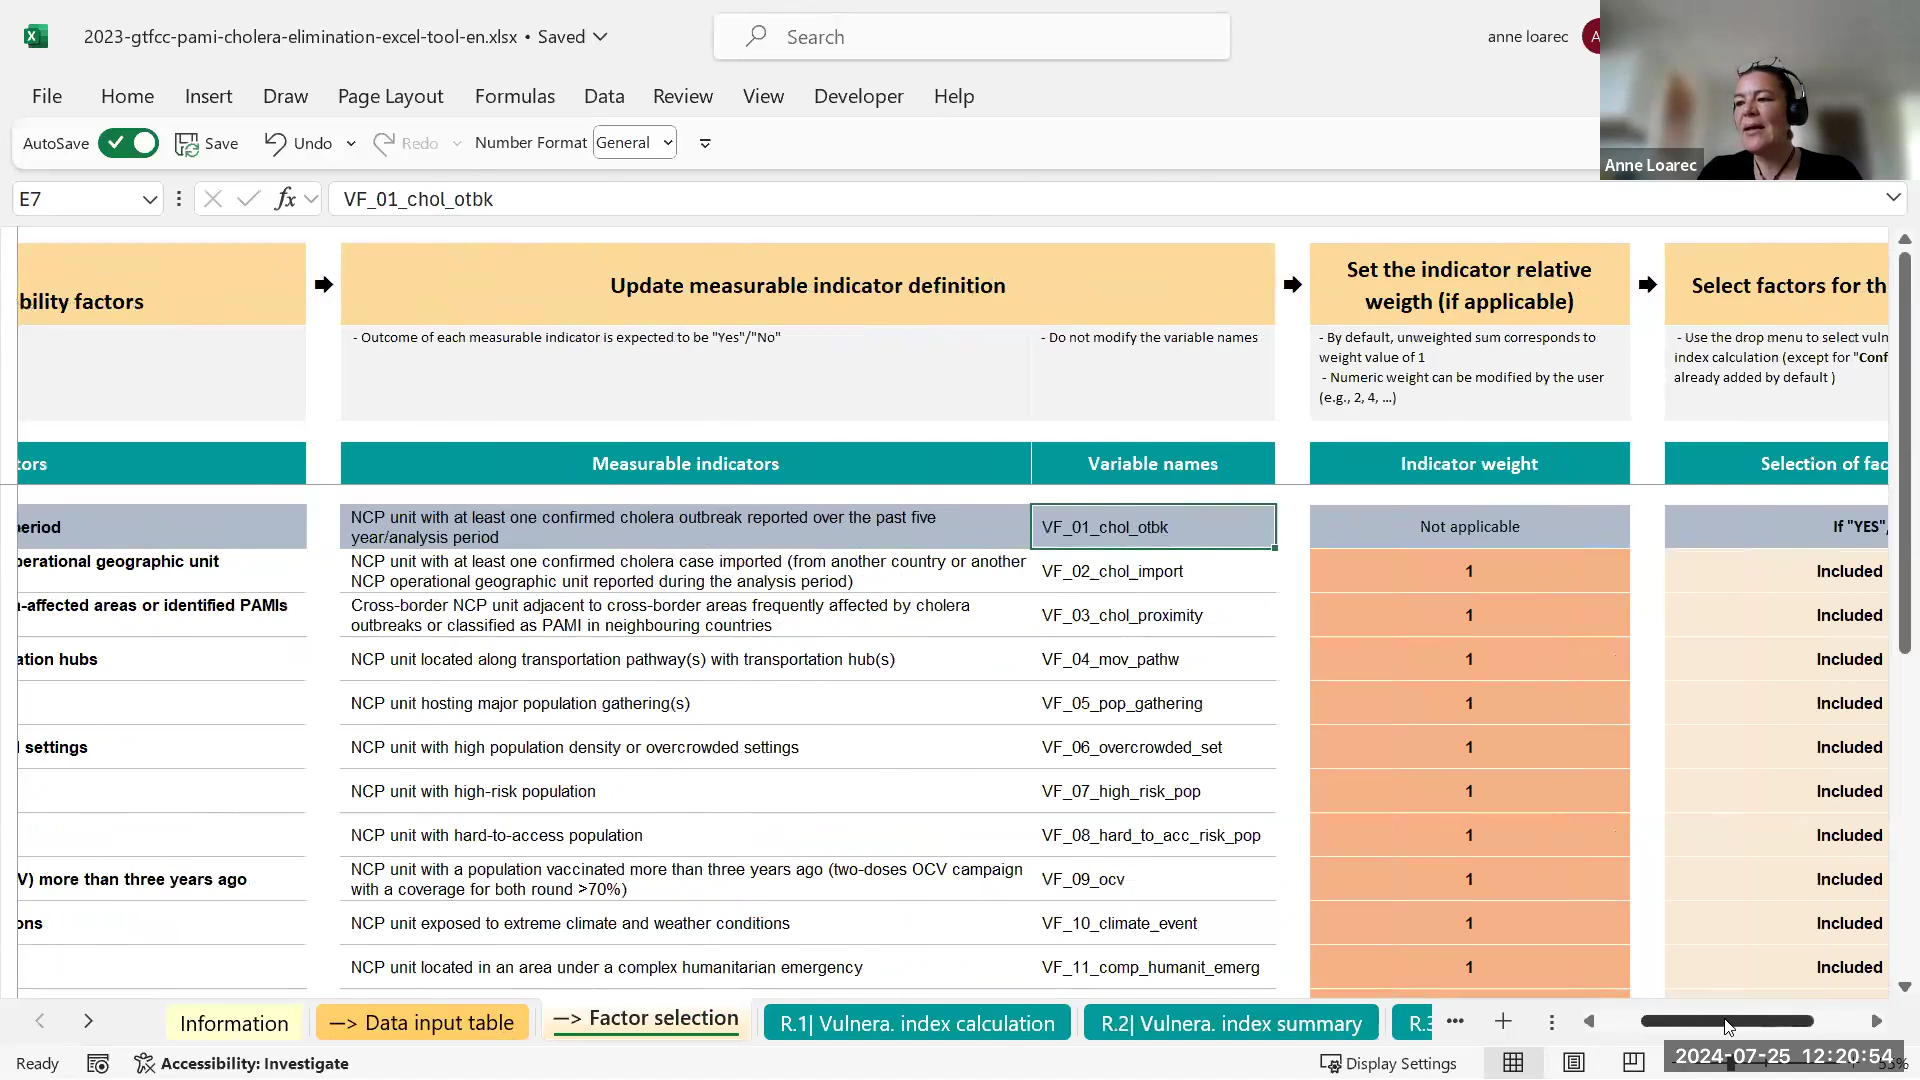 2023-gtfcc-pami-cholera-elimination-excel-tool-en.xlsx • Saved
Search
anne loarec
A
File Home Insert Draw Page Layout Formulas Data Review View Developer Help
AutoSave Save Undo Redo Number Format General
Anne Loarec
E7 fx VF_01_chol_otbk
bility factors
Update measurable indicator definition
Set the indicator relative
weigth (if applicable)
Select factors for th
- Outcome of each measurable indicator is expected to be "Yes"/"No"
- Do not modify the variable names
- By default, unweighted sum corresponds to
weight value of 1
- Numeric weight can be modified by the user
(e.g., 2, 4, ...)
- Use the drop menu to select vuln
index calculation (except for "Conf
already added by default )
tors Measurable indicators Variable names Indicator weight Selection of fac
period
NCP unit with at least one confirmed cholera outbreak reported over the past five
year/analysis period
VF_01_chol_otbk Not applicable If "YES",
perational geographic unit
NCP unit with at least one confirmed cholera case imported (from another country or another
NCP operational geographic unit reported during the analysis period)
VF_02_chol_import 1 Included
-affected areas or identified PAMIs
Cross-border NCP unit adjacent to cross-border areas frequently affected by cholera
outbreaks or classified as PAMI in neighbouring countries
VF_03_chol_proximity 1 Included
ation hubs NCP unit located along transportation pathway(s) with transportation hub(s) VF_04_mov_pathw 1 Included
NCP unit hosting major population gathering(s) VF_05_pop_gathering 1 Included
settings NCP unit with high population density or overcrowded settings VF_06_overcrowded_set 1 Included
NCP unit with high-risk population VF_07_high_risk_pop 1 Included
NCP unit with hard-to-access population VF_08_hard_to_acc_risk_pop 1 Included
V) more than three years ago
NCP unit with a population vaccinated more than three years ago (two-doses OCV campaign
with a coverage for both round >70%)
VF_09_ocv 1 Included
ons NCP unit exposed to extreme climate and weather conditions VF_10_climate_event 1 Included
NCP unit located in an area under a complex humanitarian emergency VF_11_comp_humanit_emerg 1 Included
Information —> Data input table —> Factor selection R.1| Vulnera. index calculation R.2| Vulnera. index summary R.3
Ready Accessibility: Investigate Display Settings
2024-07-25 12:20:54